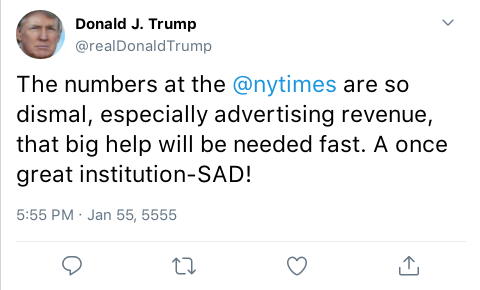 Donald J. Trump
@realDonaldTrump
The numbers at the @nytimes are so
dismal, especially advertising revenue,
that big help will be needed fast. A once
great institution-SAD!
5:55 PM · Jan 55, 5555